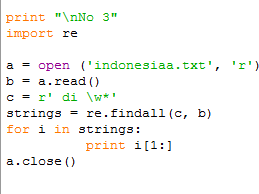 print "\nNo 3"
import re

a = open ('indonesiaa.txt', 'r')
b = a.read()
c = r' di \w*'
strings = re.findall(c, b)
for i in strings:
        print i[1:]
a.close()